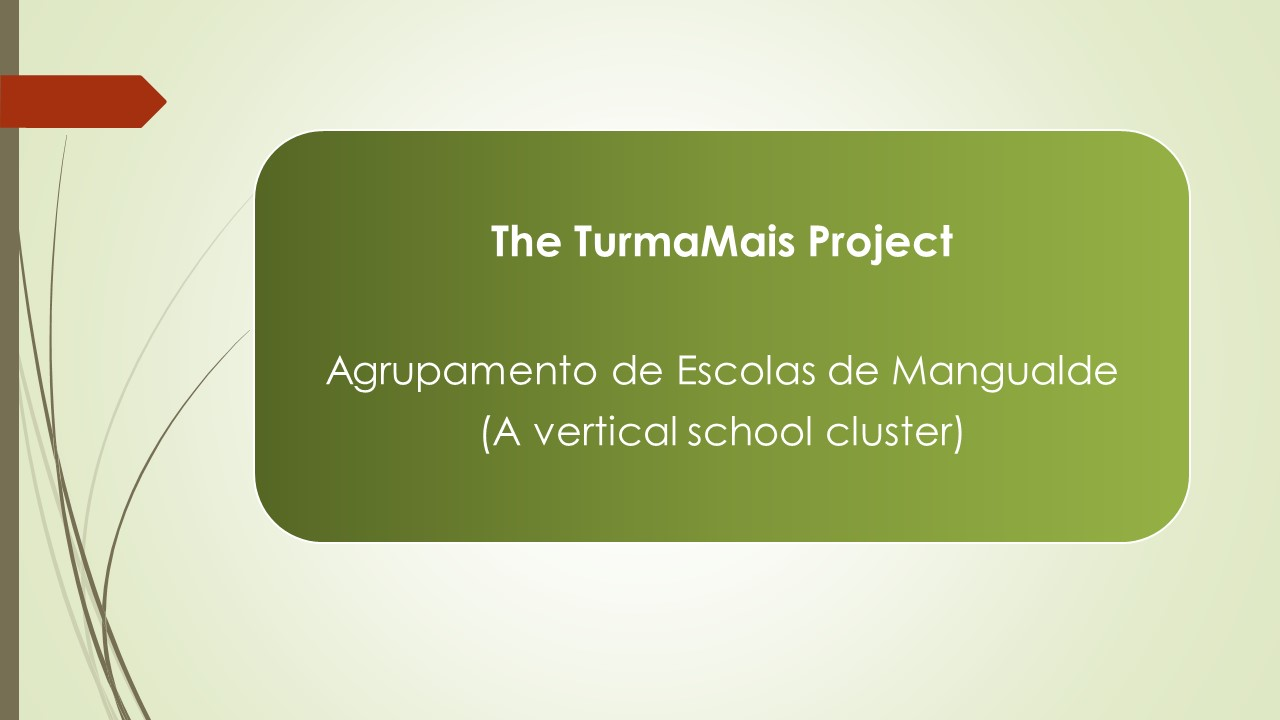 The TurmaMais Project
Agrupamento de Escolas de Mangualde
(A vertical school cluster)